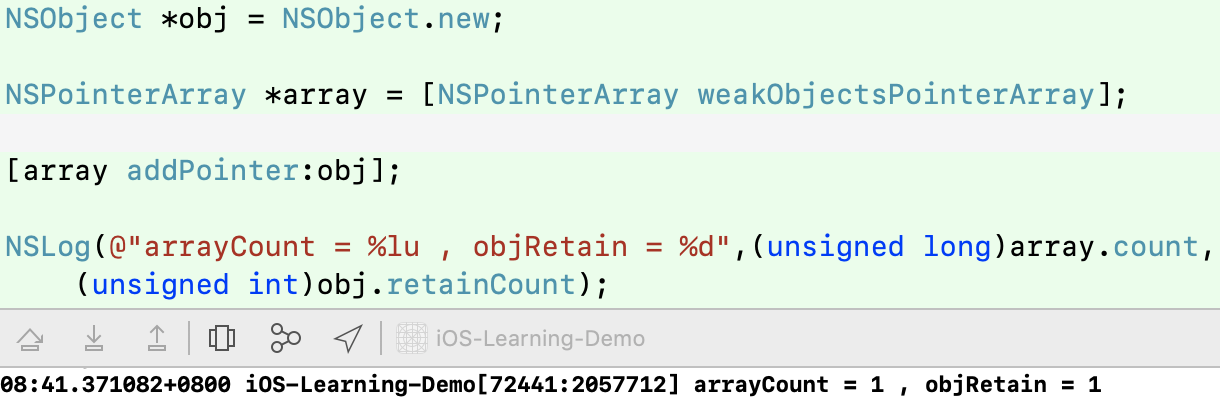 NSObject *obj = NSObject.new;
NSPointerArray *array = [NSPointerArray weakObjectsPointerArray];
[array addPointer:obj];
NSLog(@"arrayCount = %lu , objRetain = %d",(unsigned long)array.count,
(unsigned int)obj.retainCount);
iOS-Learning-Demo
08:41.371082+0800 iOS-Learning-Demo[72441:2057712] arrayCount = 1 , objRetain = 1